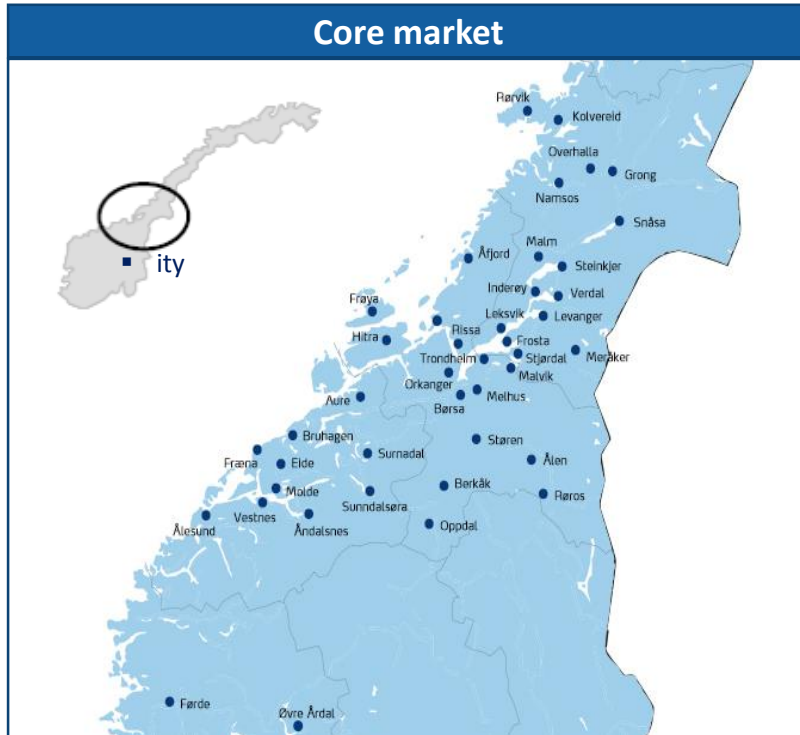 Core market
Rørvik
Kolvereid
Overhalla
Grong
Namsos
Snåsa
ity
Malm
Åfjord
Steinkjer
Inderøy
Verdal
Frøya
Leksvik
Levanger
Rissa
Hitra
Frosta
Trondheim
Stjørdal
Meråker
Malvik
Orkanger
Melhus
Aure
Børsa
Bruhagen
Støren
Surnadal
Fræna
Eide
Ålen
Berkåk
Molde
Røros
Sunndalsøra
Vestnes
Oppdal
Ålesund
Åndalsnes
Førde
Øvre Årdal